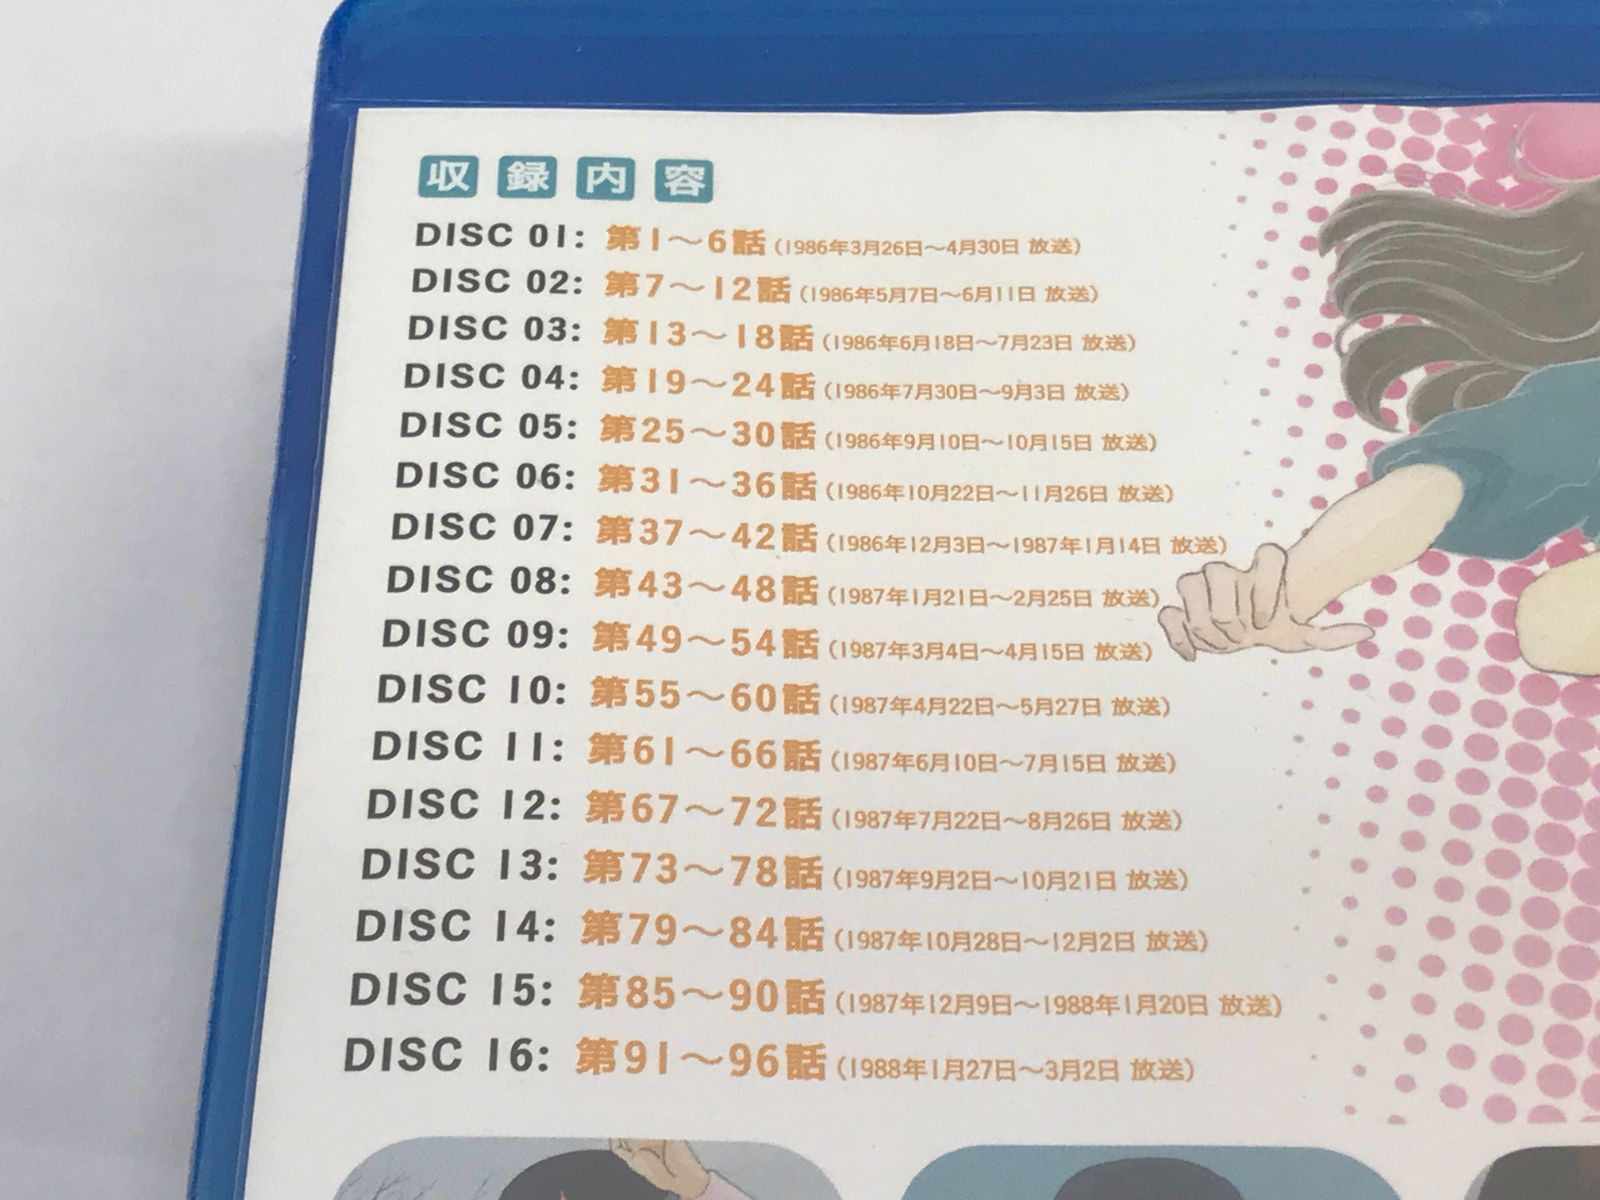 収録内容
DISC 01: 第1～6話 (1986年3月26日～4月30日 放送)
DISC 02: 第7～12話 (1986年5月7日～6月11日 放送)
DISC 03: 第13～18話 (1986年6月18日～7月23日 放送)
DISC 04: 第19～24話 (1986年7月30日～9月3日 放送)
DISC 05: 第25～30話 (1986年9月10日～10月15日 放送)
DISC 06: 第31～36話 (1986年10月22日～11月26日 放送)
DISC 07: 第37～42話 (1986年12月3日～1987年1月14日 放送)
DISC 08: 第43～48話 (1987年1月21日～2月25日 放送)
DISC 09: 第49～54話 (1987年3月4日～4月15日 放送)
DISC 10: 第55～60話 (1987年4月22日～5月27日 放送)
DISC 11: 第61～66話 (1987年6月10日～7月15日 放送)
DISC 12: 第67～72話 (1987年7月22日～8月26日 放送)
DISC 13: 第73～78話 (1987年9月2日～10月21日 放送)
DISC 14: 第79～84話 (1987年10月28日～12月2日 放送)
DISC 15: 第85～90話 (1987年12月9日～1988年1月20日 放送)
DISC 16: 第91～96話 (1988年1月27日～3月2日 放送)